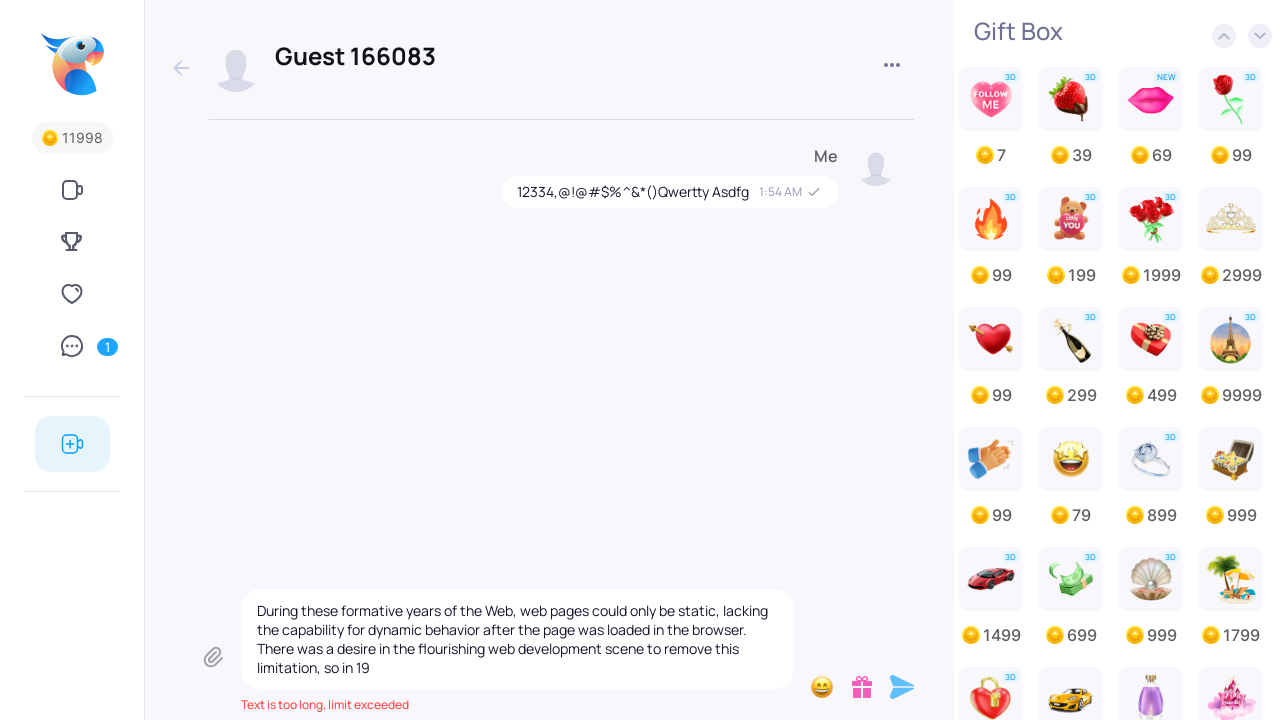 Guest 166083
11998
1
Me
12334,@!@#$%^&*()Qwertty Asdfg 1:54 AM
During these formative years of the Web, web pages could only be static, lacking
the capability for dynamic behavior after the page was loaded in the browser.
There was a desire in the flourishing web development scene to remove this
limitation, so in 19
Text is too long, limit exceeded
Gift Box
3D 3D NEW 3D
FOLLOW
ME
7 39 69 99
3D 3D 3D
LOVE
YOU
99 199 1999 2999
3D 3D 3D
99 299 499 9999
3D
99 79 899 999
3D 3D 3D
1499 699 999 1799
3D